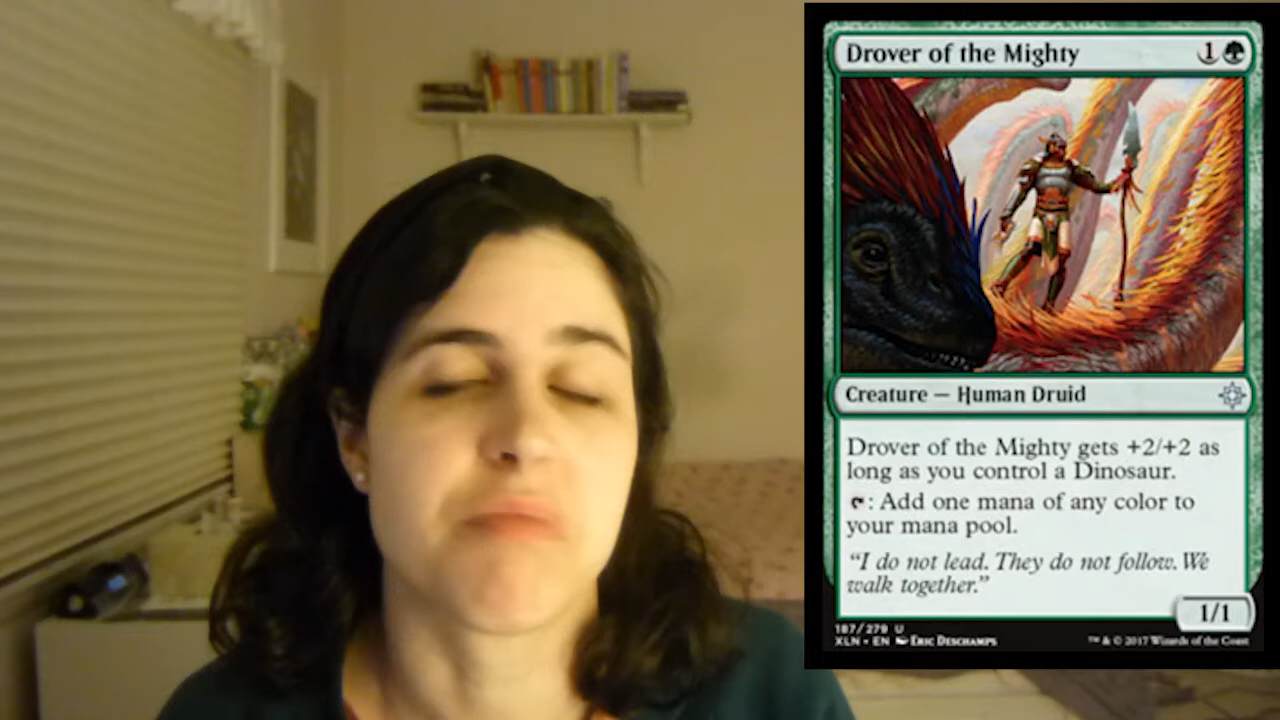 Drover of the Mighty 1
Creature — Human Druid
Drover of the Mighty gets +2/+2 as
long as you control a Dinosaur.
: Add one mana of any color to
your mana pool.
“I do not lead. They do not follow. We
walk together.”
1/1
187/279 U
XLN • EN Eric Deschamps
™ & © 2017 Wizards of the Coast